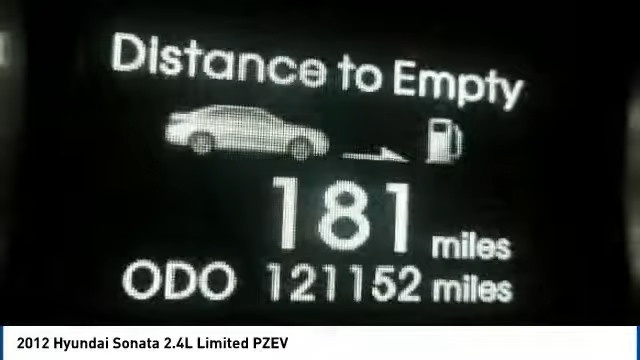 Distance to Empty
181 miles
ODO 121152 miles
2012 Hyundai Sonata 2.4L Limited PZEV